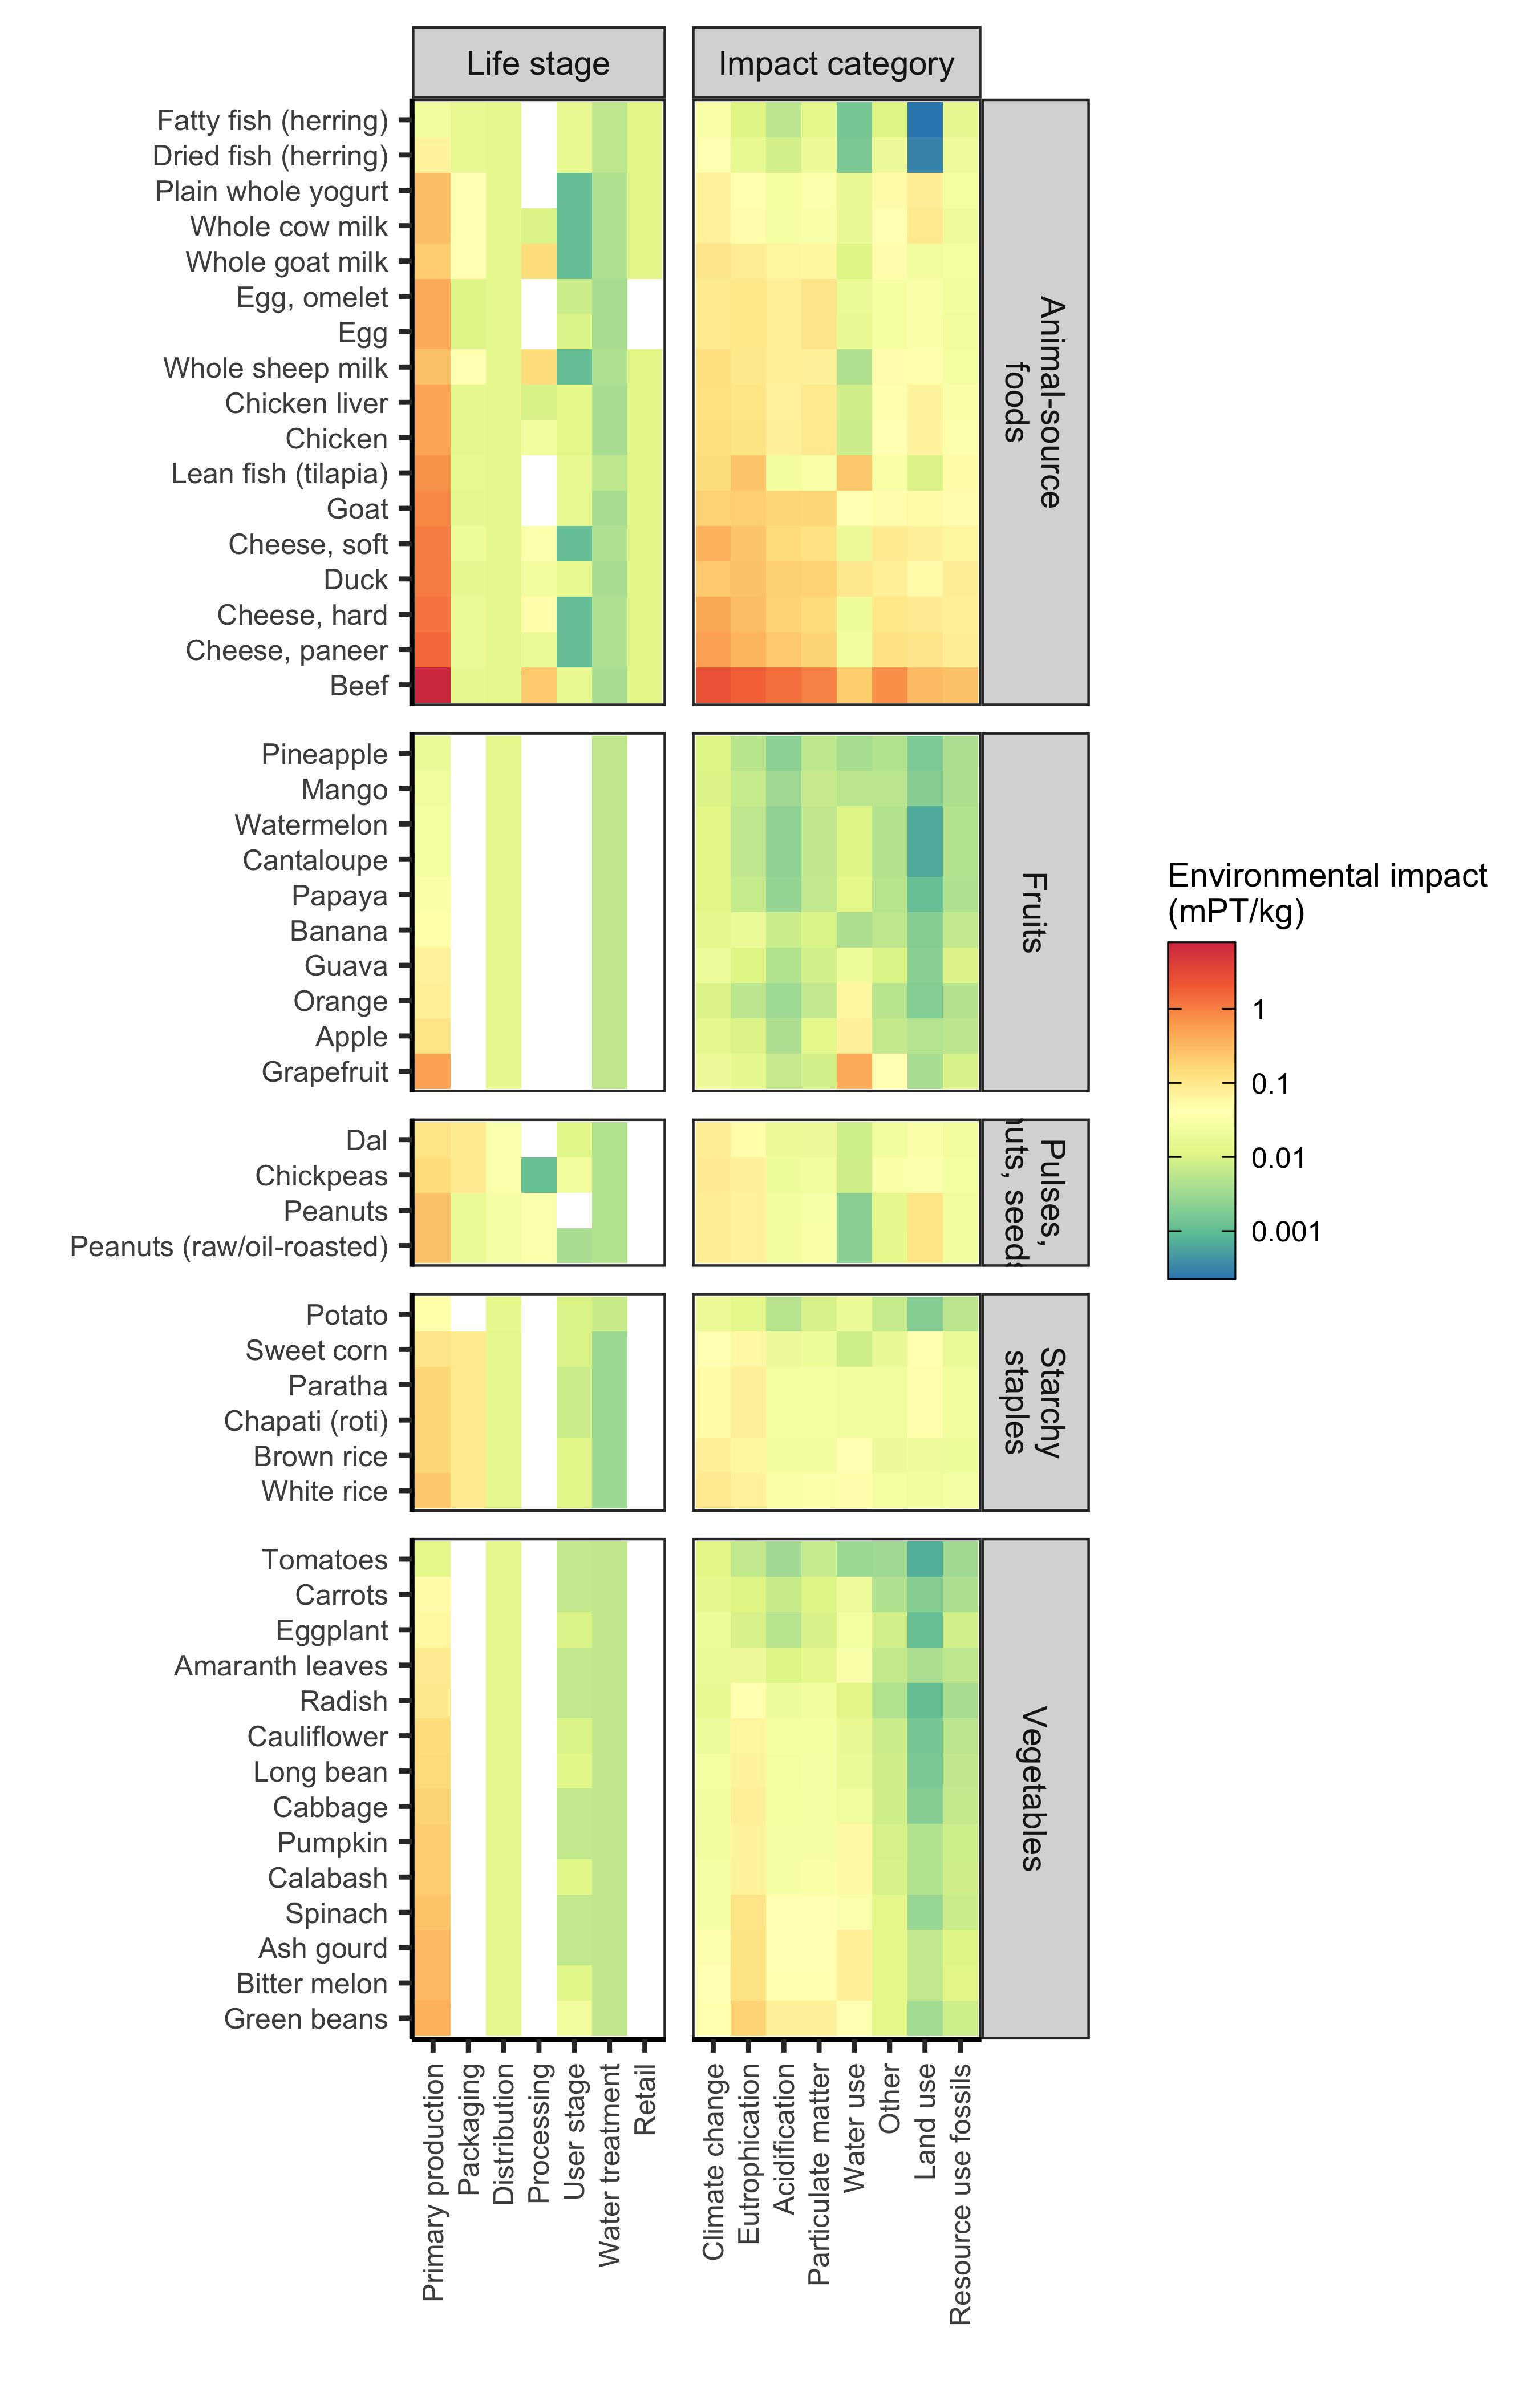 Life stage
Impact category
Fatty fish (herring)
Dried fish (herring)
Plain whole yogurt
Whole cow milk
Whole goat milk
Egg, omelet
Egg
Whole sheep milk
Chicken liver
Chicken
Lean fish (tilapia)
Goat
Cheese, soft
Duck
Cheese, hard
Cheese, paneer
Beef
Animal-source
foods
Pineapple
Mango
Watermelon
Cantaloupe
Papaya
Banana
Guava
Orange
Apple
Grapefruit
Fruits
Dal
Chickpeas
Peanuts
Peanuts (raw/oil-roasted)
Pulses,
seeds
Potato
Sweet corn
Paratha
Chapati (roti)
Brown rice
White rice
Starchy
staples
Tomatoes
Carrots
Eggplant
Amaranth leaves
Radish
Cauliflower
Long bean
Cabbage
Pumpkin
Calabash
Spinach
Ash gourd
Bitter melon
Green beans
Vegetables
Primary production
Packaging
Distribution
Processing
User stage
Water treatment
Retail
Climate change
Eutrophication
Acidification
Particulate matter
Water use
Other
Land use
Resource use fossils
Environmental impact
(mPT/kg)
1
0.1
0.01
0.001